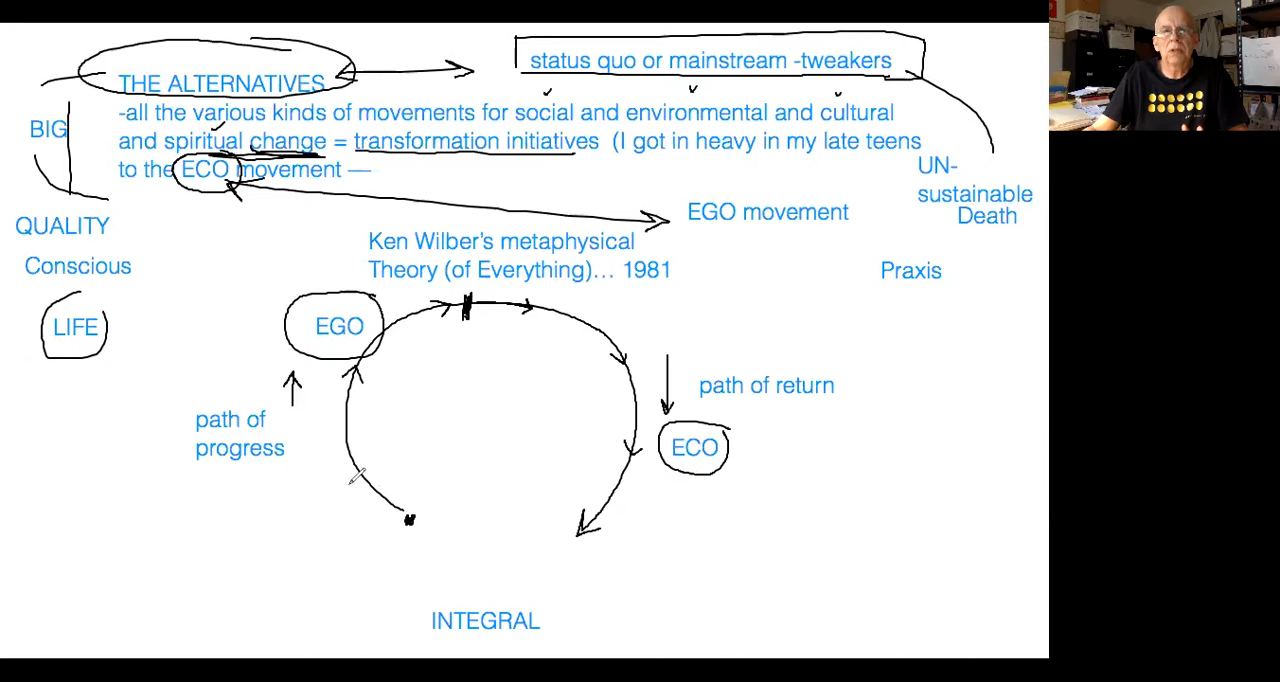 THE ALTERNATIVES
status quo or mainstream -tweakers
-all the various kinds of movements for social and environmental and cultural
and spiritual change = transformation initiatives (I got in heavy in my late teens
to the ECO movement —
BIG
QUALITY
Conscious
LIFE
UN-
sustainable
Death
EGO movement
Ken Wilber's metaphysical
Theory (of Everything)... 1981
Praxis
EGO
path of
progress
path of return
ECO
INTEGRAL